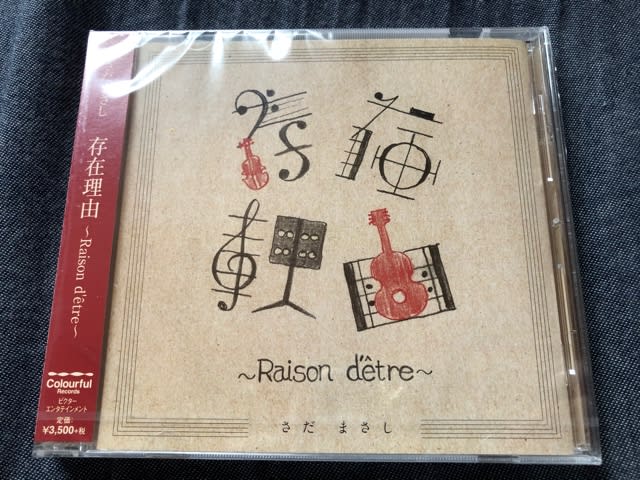 さだまさし
存在理由
~Raison d'être~
Colourful
Records
ビクター
エンタテインメント
定価:
¥3,500+税
存在理由
~Raison d'être~
さだ まさし